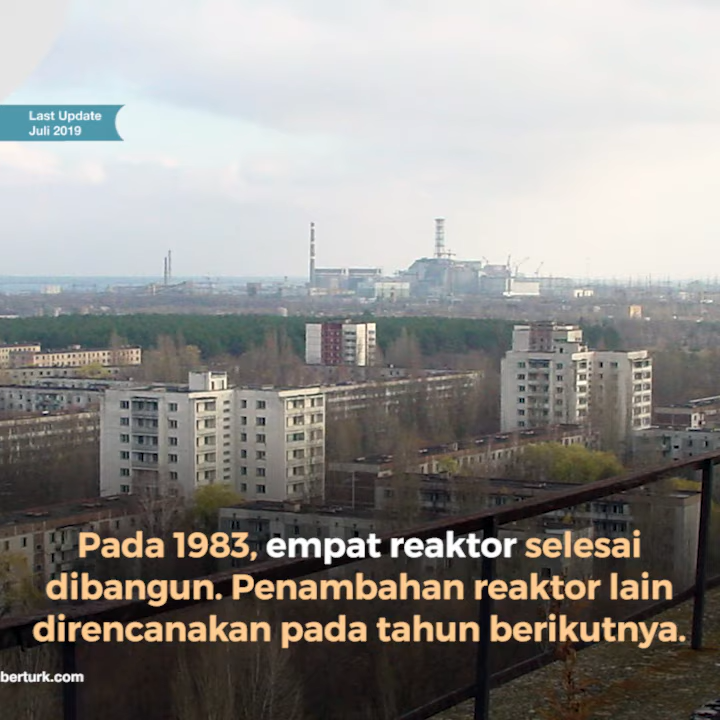 Last Update
Juli 2019
Pada 1983, empat reaktor selesai
dibangun. Penambahan reaktor lain
direncanakan pada tahun berikutnya.
berturk.com